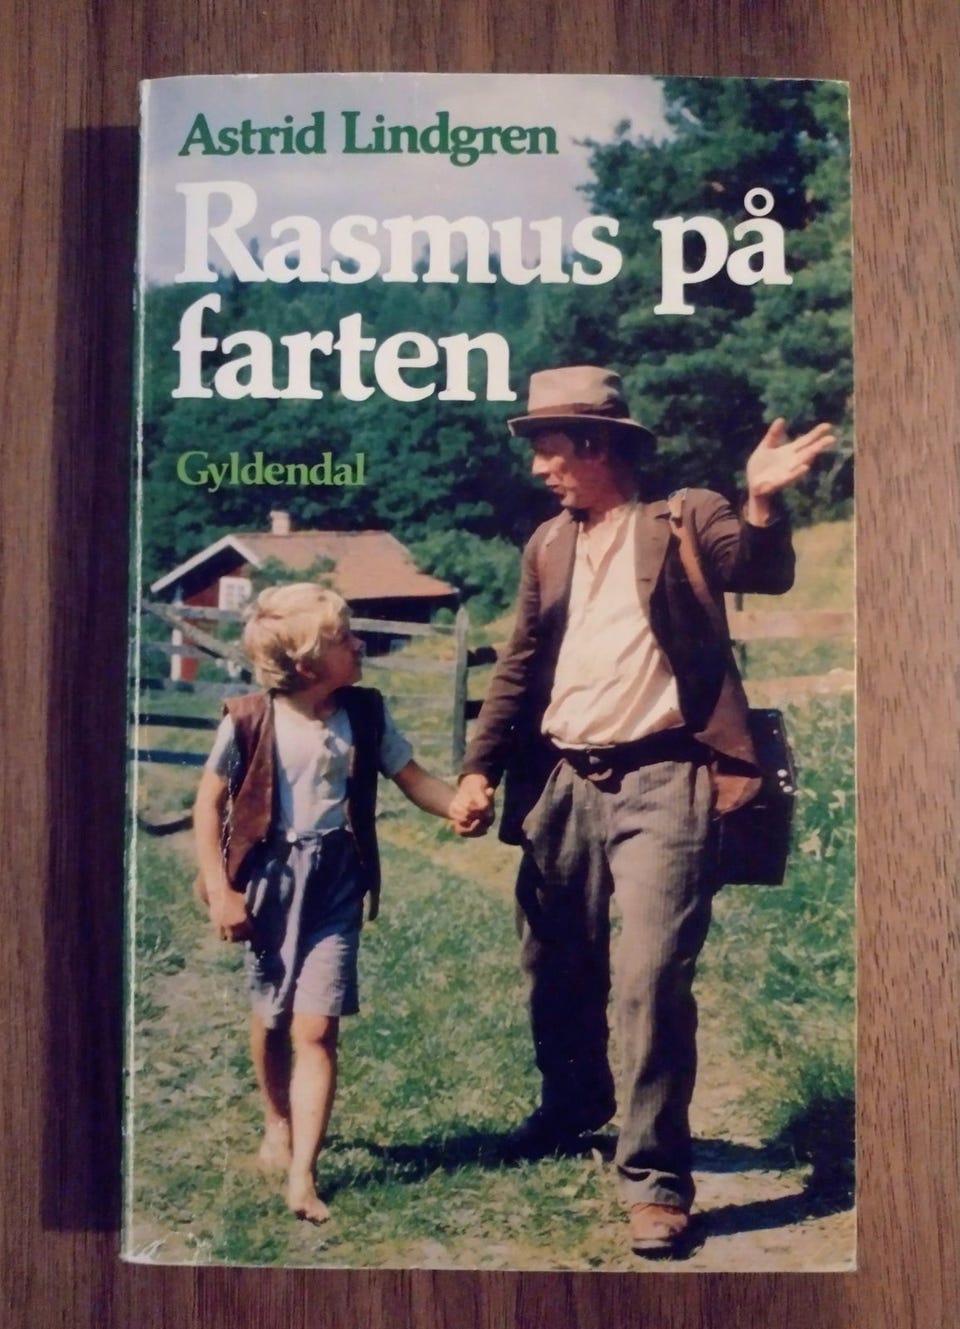 Astrid Lindgren
Rasmus på
farten
Gyldendal